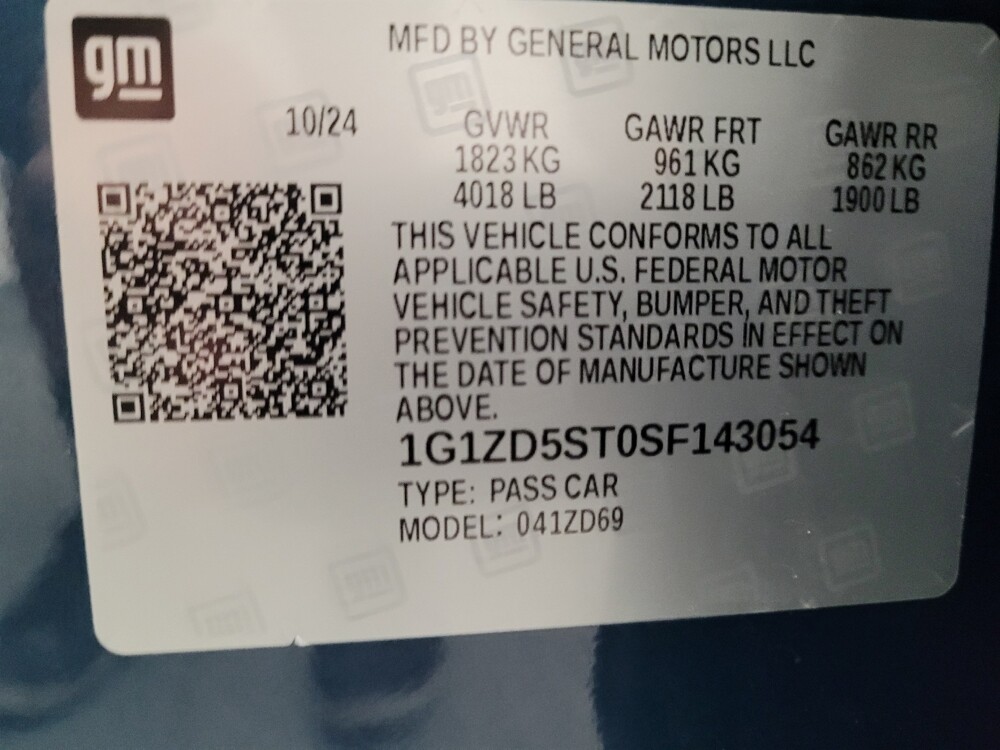 gm
MFD BY GENERAL MOTORS LLC
10/24 GVWR GAWR FRT GAWR RR
1823 KG 961 KG 862 KG
4018 LB 2118 LB 1900 LB
THIS VEHICLE CONFORMS TO ALL
APPLICABLE U.S. FEDERAL MOTOR
VEHICLE SAFETY, BUMPER, AND THEFT
PREVENTION STANDARDS IN EFFECT ON
THE DATE OF MANUFACTURE SHOWN
ABOVE.
1G1ZD5ST0SF143054
TYPE: PASS CAR
MODEL: 041ZD69